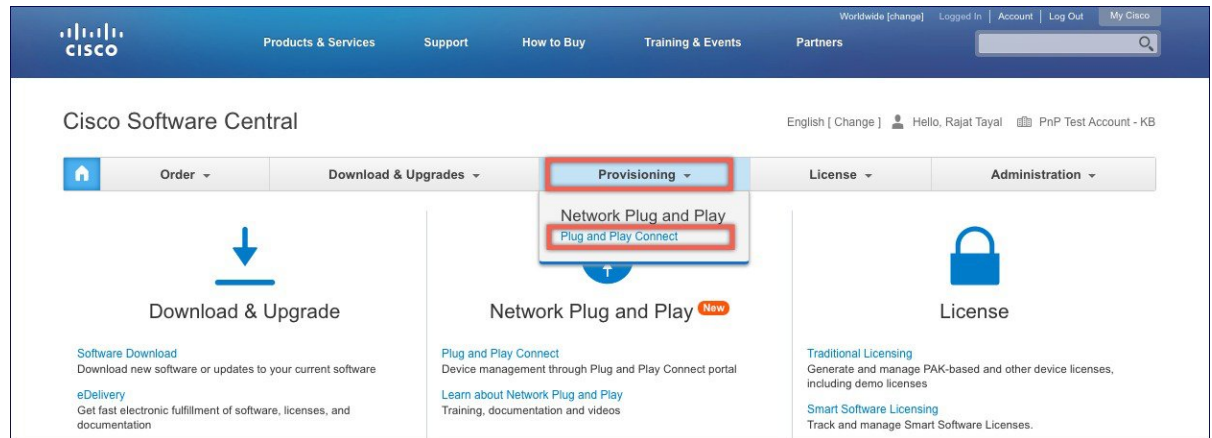 Worldwide [change] Logged In | Account | Log Out My Cisco
CISCO
Products & Services Support How to Buy Training & Events Partners
Cisco Software Central
English [ Change ] Hello, Rajat Tayal PnP Test Account - KB
Order Download & Upgrades Provisioning License Administration
Network Plug and Play
Plug and Play Connect
Download & Upgrade
Software Download
Download new software or updates to your current software
eDelivery
Get fast electronic fulfillment of software, licenses, and
documentation
Network Plug and Play New
Plug and Play Connect
Device management through Plug and Play Connect portal
Learn about Network Plug and Play
Training, documentation and videos
License
Traditional Licensing
Generate and manage PAK-based and other device licenses,
including demo licenses
Smart Software Licensing
Track and manage Smart Software Licenses.